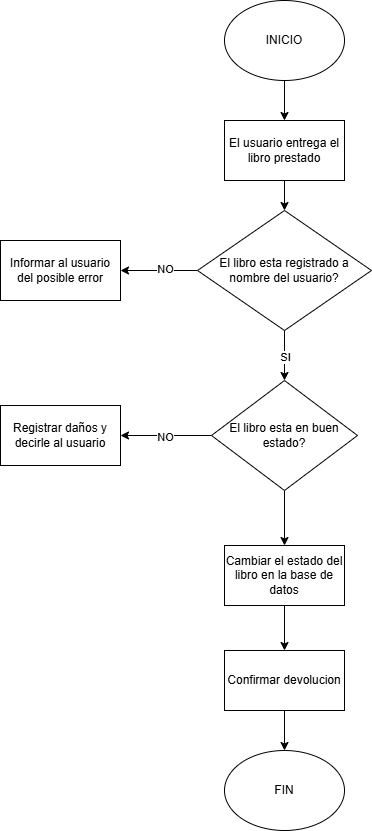 INICIO
El usuario entrega el
libro prestado
El libro esta registrado a
nombre del usuario?
NO
Informar al usuario
del posible error
SI
El libro esta en buen
estado?
NO
Registrar daños y
decirle al usuario
Cambiar el estado del
libro en la base de
datos
Confirmar devolucion
FIN